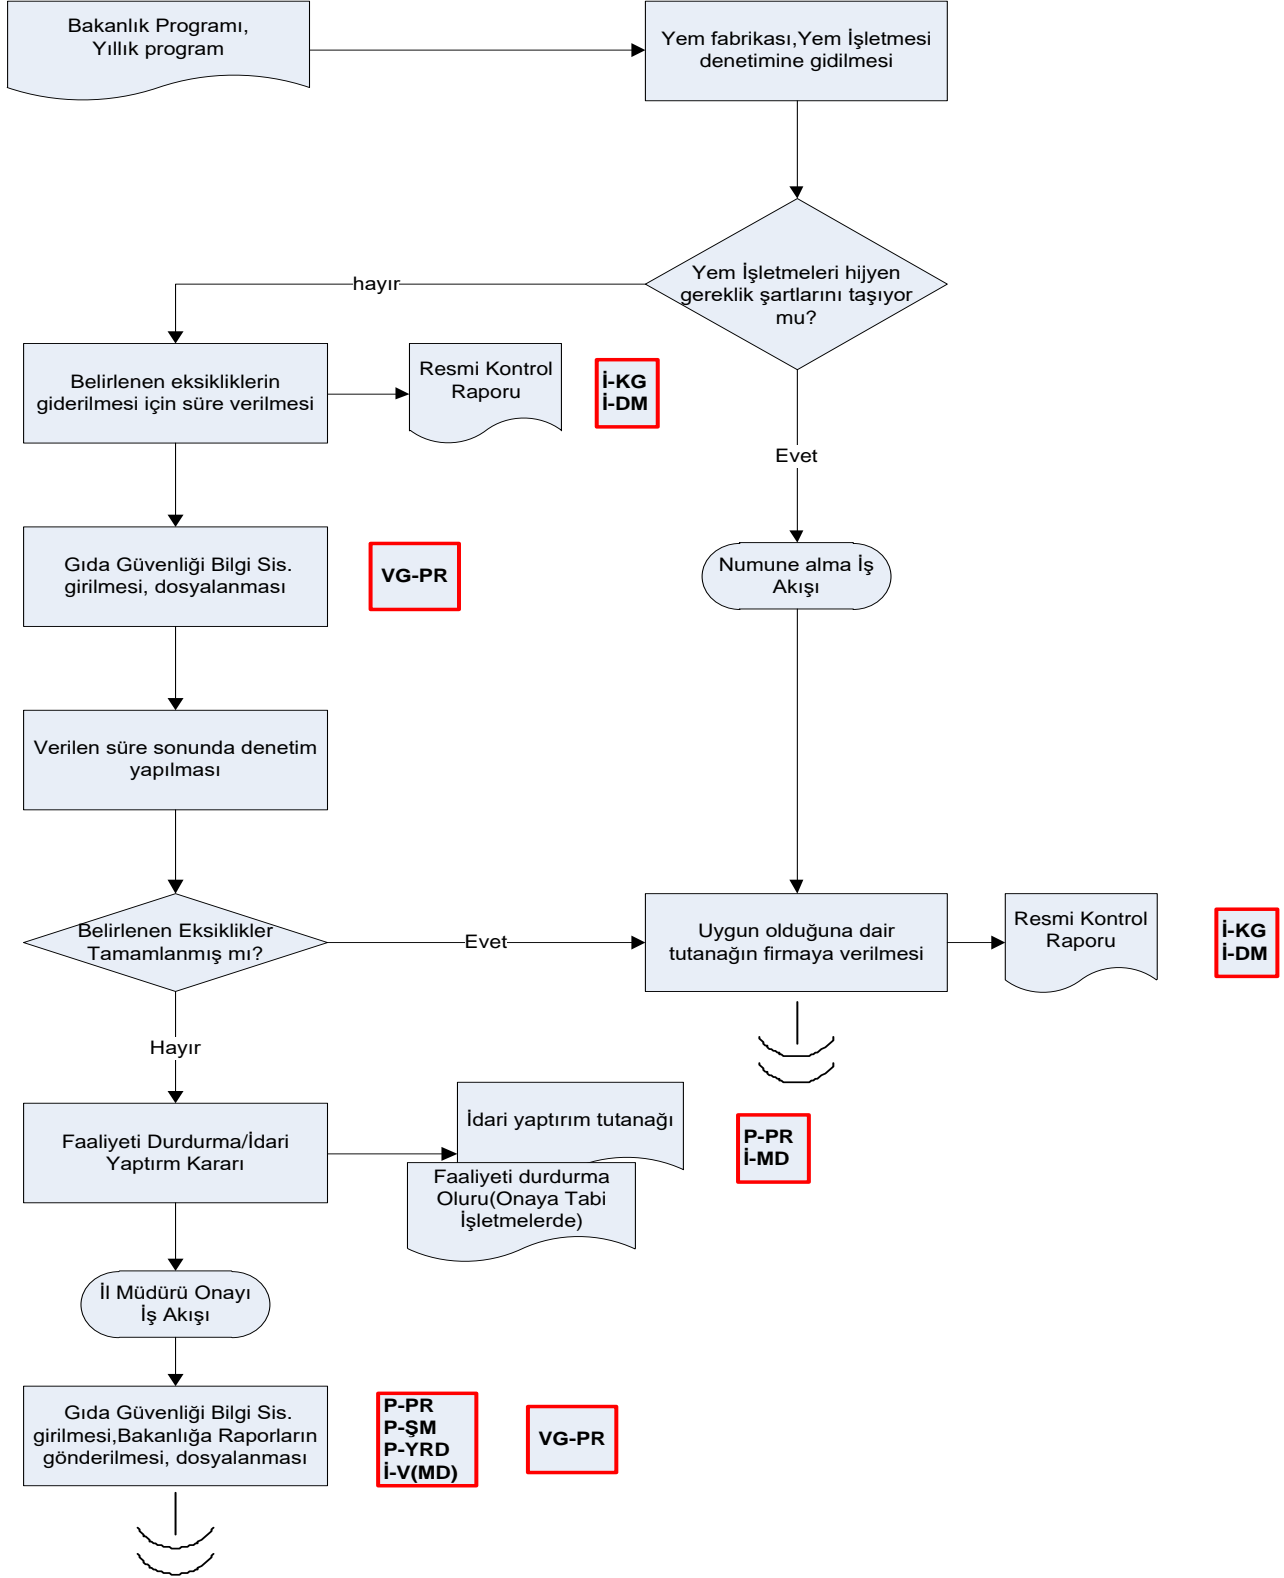 Bakanlık Programı,
Yıllık program
Yem fabrikası,Yem İşletmesi
denetimine gidilmesi
Yem İşletmeleri hijyen
gereklik şartlarını taşıyor
mu?
hayır
Belirlenen eksikliklerin
giderilmesi için süre verilmesi
Resmi Kontrol
Raporu
İ-KG
İ-DM
Evet
Gıda Güvenliği Bilgi Sis.
girilmesi, dosyalanması
VG-PR
Numune alma İş
Akışı
Verilen süre sonunda denetim
yapılması
Belirlenen Eksiklikler
Tamamlanmış mı?
Evet
Uygun olduğuna dair
tutanağın firmaya verilmesi
Resmi Kontrol
Raporu
İ-KG
İ-DM
Hayır
Faaliyeti Durdurma/İdari
Yaptırm Kararı
İdari yaptırım tutanağı
Faaliyeti durdurma
Oluru(Onaya Tabi
İşletmelerde)
P-PR
İ-MD
İl Müdürü Onayı
İş Akışı
Gıda Güvenliği Bilgi Sis.
girilmesi,Bakanlığa Raporların
gönderilmesi, dosyalanması
P-PR
P-ŞM
P-YRD
İ-V(MD)
VG-PR